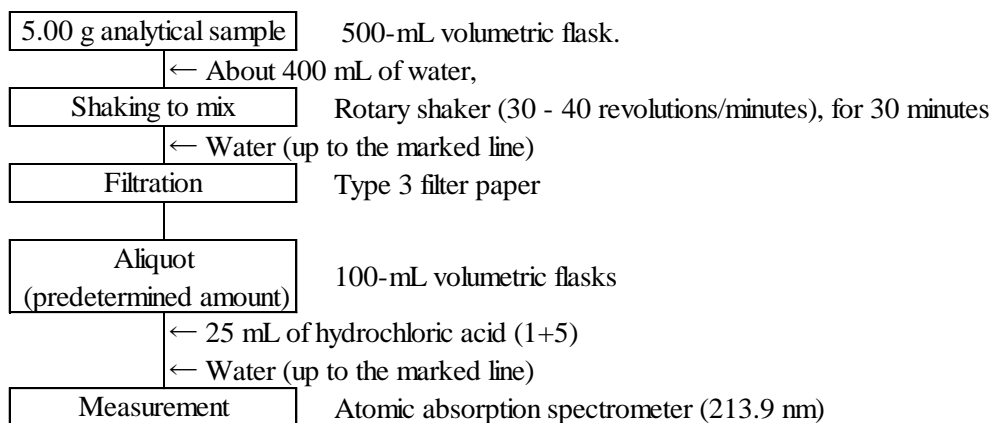 5.00 g analytical sample 500-mL volumetric flask.
← About 400 mL of water,
Shaking to mix Rotary shaker (30 - 40 revolutions/minutes), for 30 minutes
← Water (up to the marked line)
Filtration Type 3 filter paper
Aliquot
(predetermined amount) 100-mL volumetric flasks
← 25 mL of hydrochloric acid (1+5)
← Water (up to the marked line)
Measurement Atomic absorption spectrometer (213.9 nm)